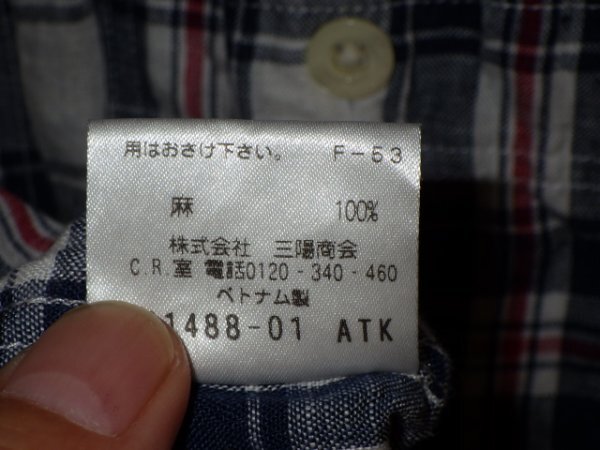 用はおさけ下さい。 F-53
麻 100%
株式会社 三陽商会
C.R.室 電話0120-340-460
ベトナム製
1488-01 ATK